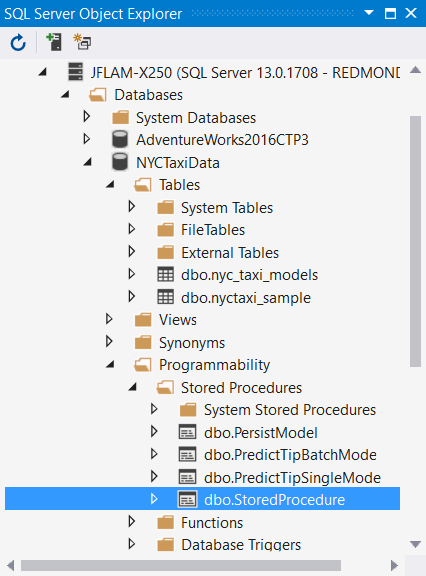 SQL Server Object Explorer
JFLAM-X250 (SQL Server 13.0.1708 - REDMOND
Databases
System Databases
AdventureWorks2016CTP3
NYCTaxiData
Tables
System Tables
FileTables
External Tables
dbo.nyc_taxi_models
dbo.nyctaxi_sample
Views
Synonyms
Programmability
Stored Procedures
System Stored Procedures
dbo.PersistModel
dbo.PredictTipBatchMode
dbo.PredictTipSingleMode
dbo.StoredProcedure
Functions
Database Triggers